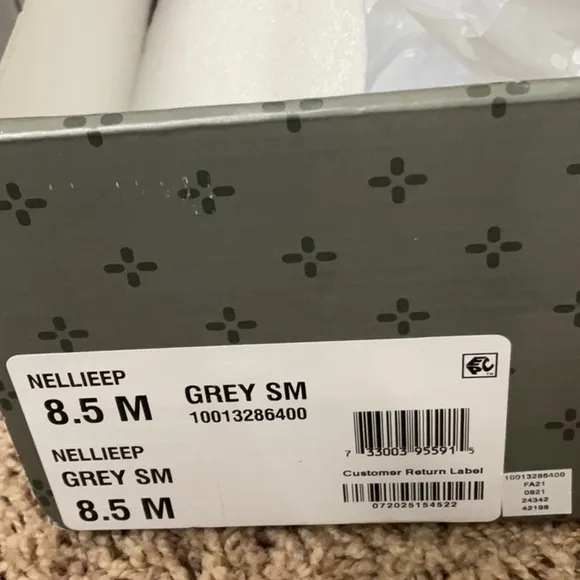 NELLIEEP
8.5 M
GREY SM
10013286400
NELLIEEP
GREY SM
8.5 M
7 33003 95591 5
Customer Return Label
072025154522
10013286400
FA21
0821
24342
42198